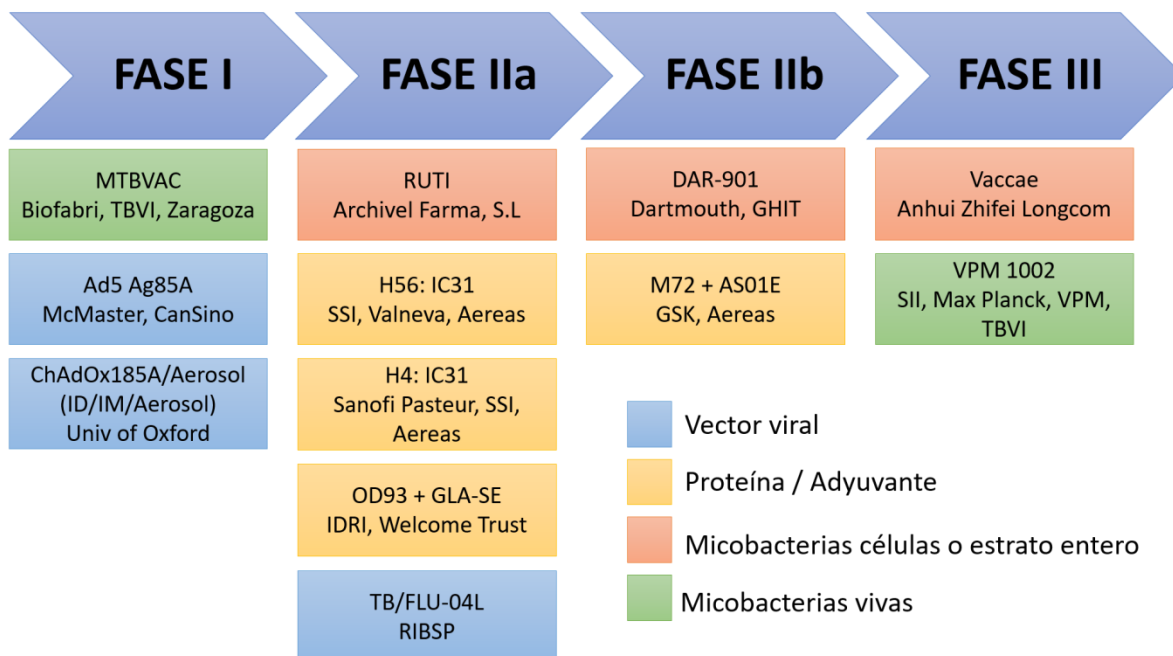 FASE I
FASE IIa
FASE IIb
FASE III
MTBVAC
Biofabri, TBVI, Zaragoza
Ad5 Ag85A
McMaster, CanSino
ChAdOx185A/Aerosol
(ID/IM/Aerosol)
Univ of Oxford
RUTI
Archivel Farma, S.L
H56: IC31
SSI, Valneva, Aereas
H4: IC31
Sanofi Pasteur, SSI,
Aereas
OD93 + GLA-SE
IDRI, Welcome Trust
TB/FLU-04L
RIBSP
DAR-901
Dartmouth, GHIT
M72 + AS01E
GSK, Aereas
Vaccae
Anhui Zhifei Longcom
VPM 1002
SII, Max Planck, VPM,
TBVI
Vector viral
Proteína / Adyuvante
Micobacterias células o estrato entero
Micobacterias vivas